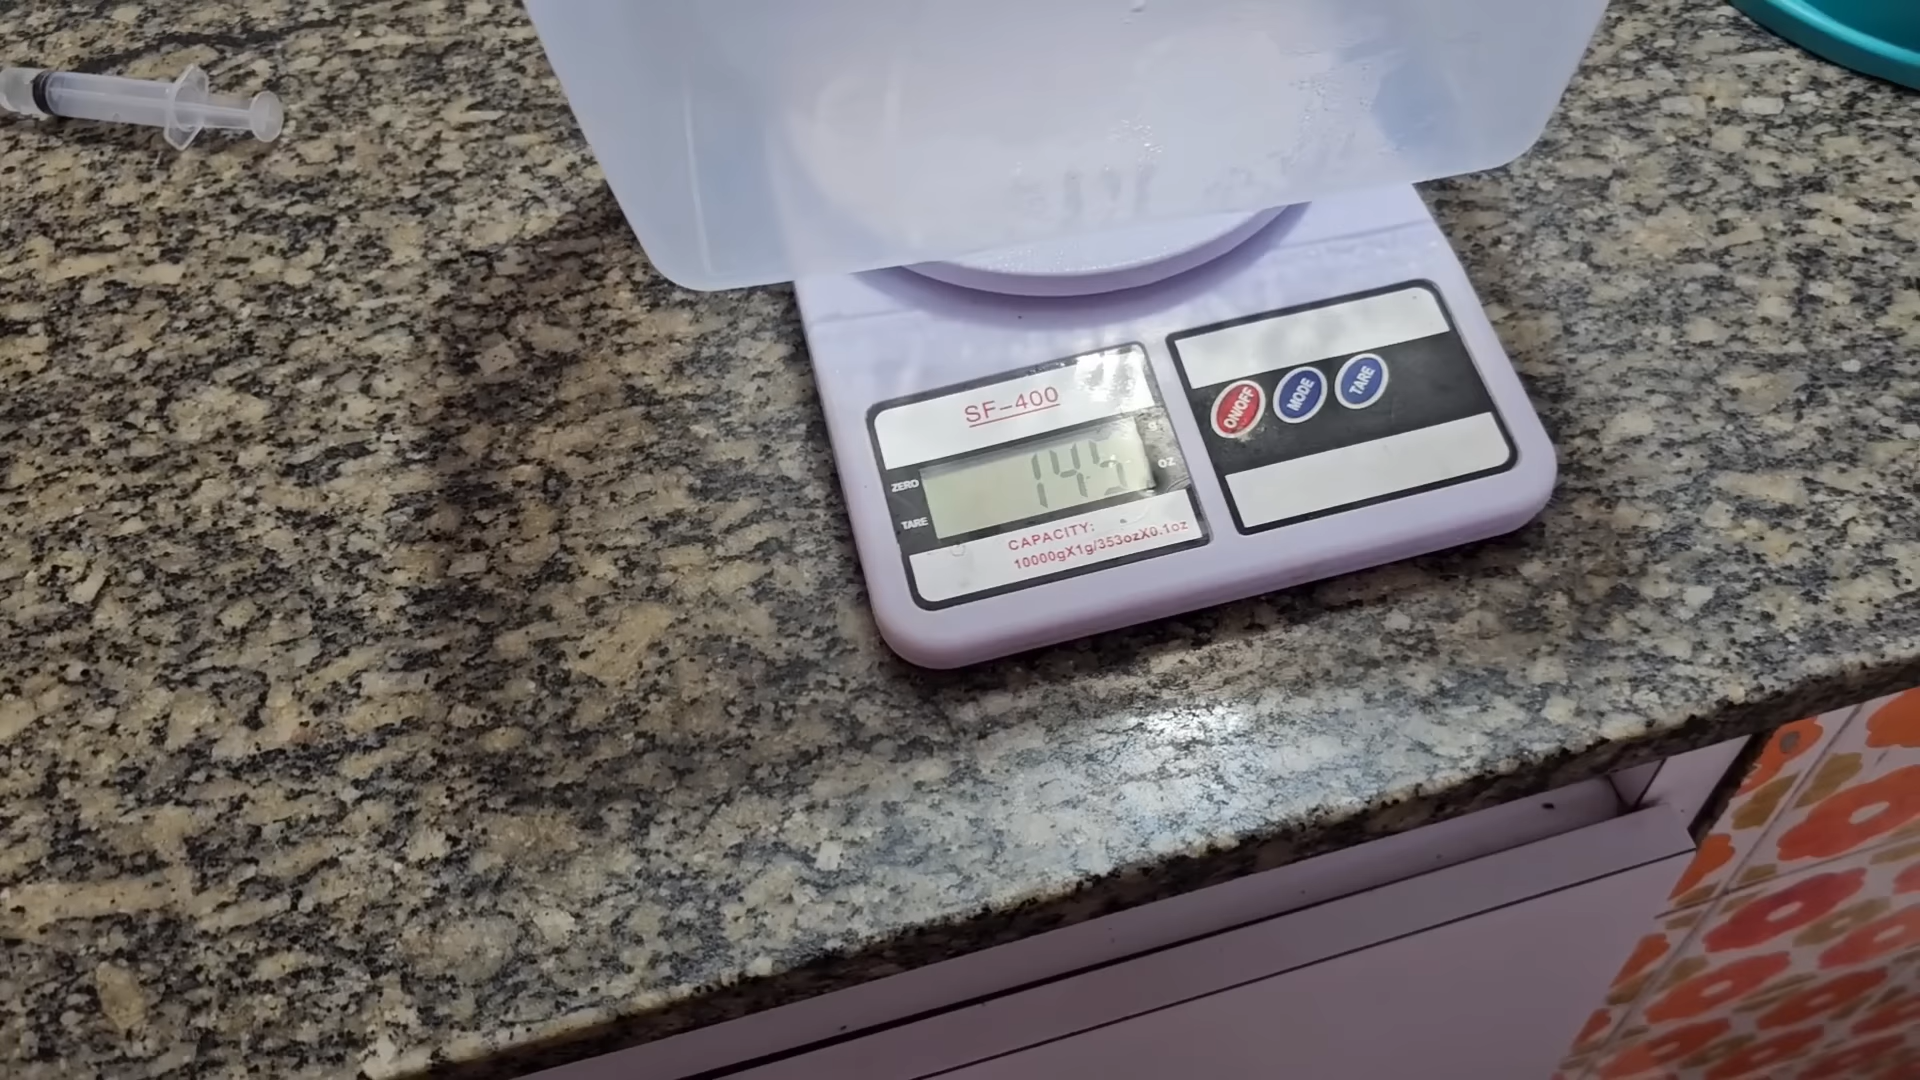 SF-400
ZERO
TARE
145
g
OZ
CAPACITY:
10000gX1g/353ozX0.1oz
ON/OFF
MODE
TARE